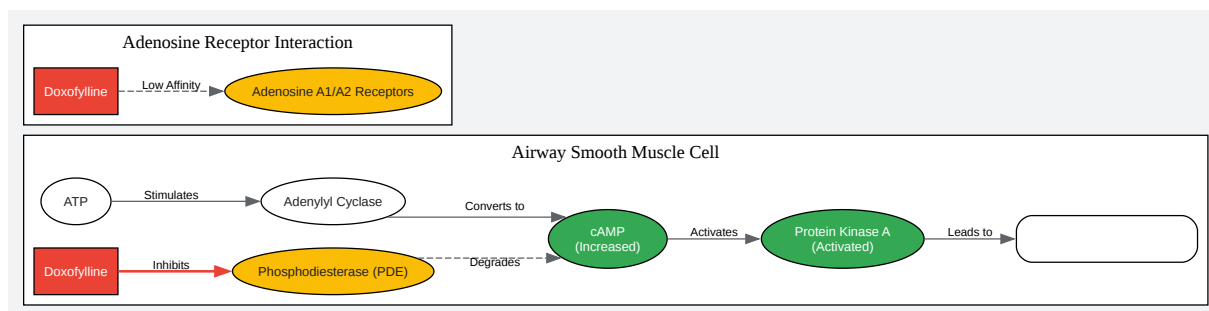 Adenosine Receptor Interaction
Doxofylline
Low Affinity
Adenosine A1/A2 Receptors
Airway Smooth Muscle Cell
ATP
Stimulates
Adenylyl Cyclase
Converts to
cAMP
(Increased)
Activates
Protein Kinase A
(Activated)
Leads to
Doxofylline
Inhibits
Phosphodiesterase (PDE)
Degrades